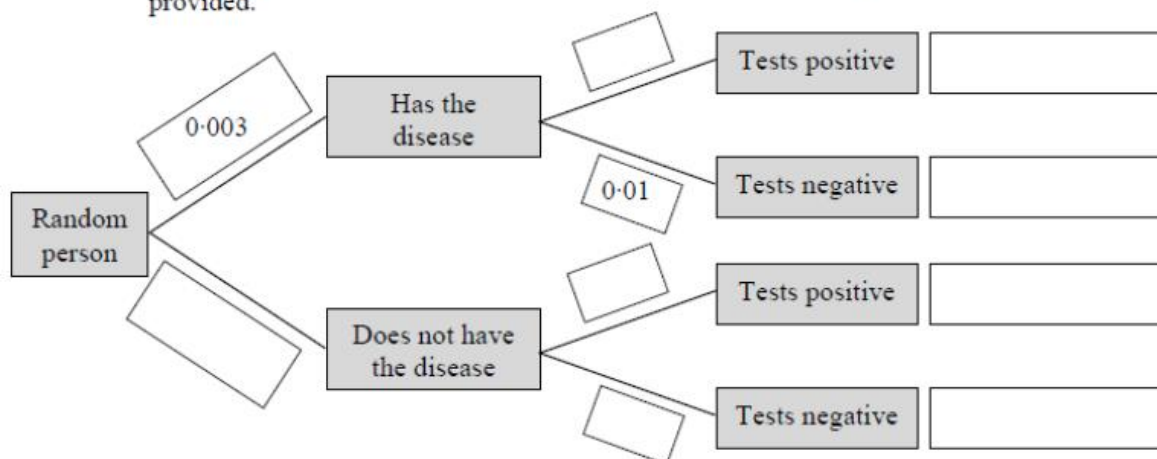 provided.
0·003
Has the
disease
Tests positive
0·01
Tests negative
Random
person
Does not have
the disease
Tests positive
Tests negative